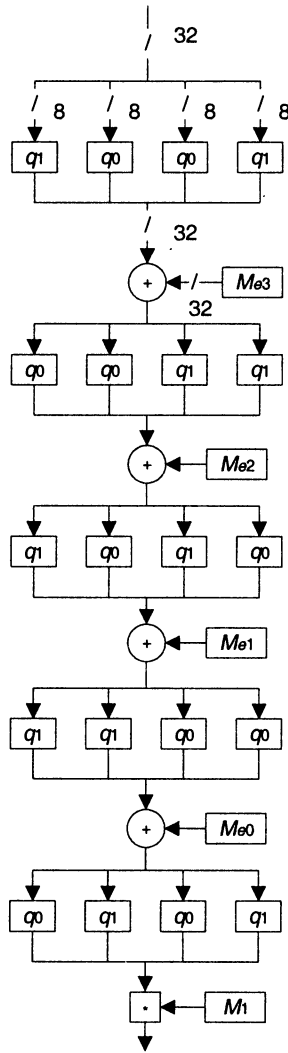 32
8 8 8 8
q1 q0 q0 q1
32
+ Me3
32
q0 q0 q1 q1
+ Me2
q1 q0 q1 q0
+ Me1
q1 q1 q0 q0
+ Me0
q0 q1 q0 q1
• M1